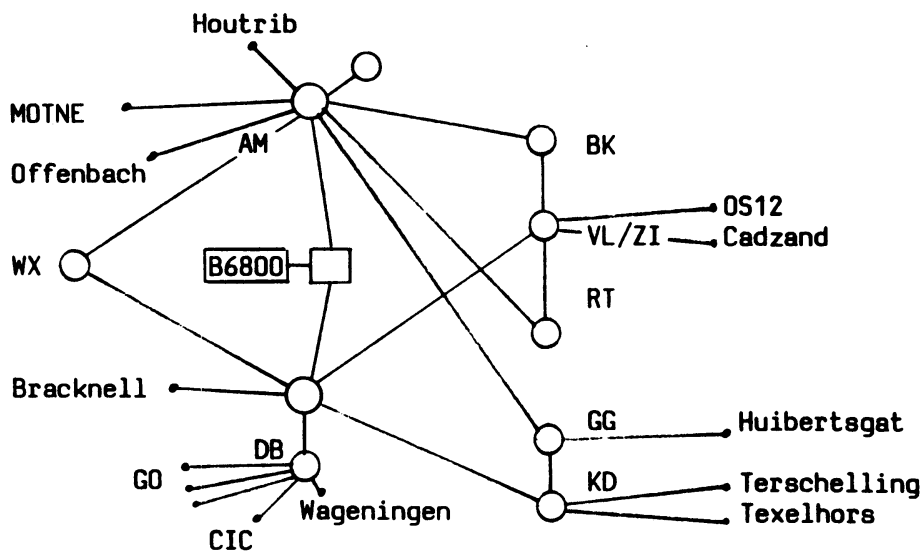 Houtrib
MOTNE
AM
BK
Offenbach
OS12
VL/ZI
Cadzand
WX
B6800
RT
Bracknell
GG
Huibertsgat
DB
GO
KD
Terschelling
Wageningen
Texelhors
CIC